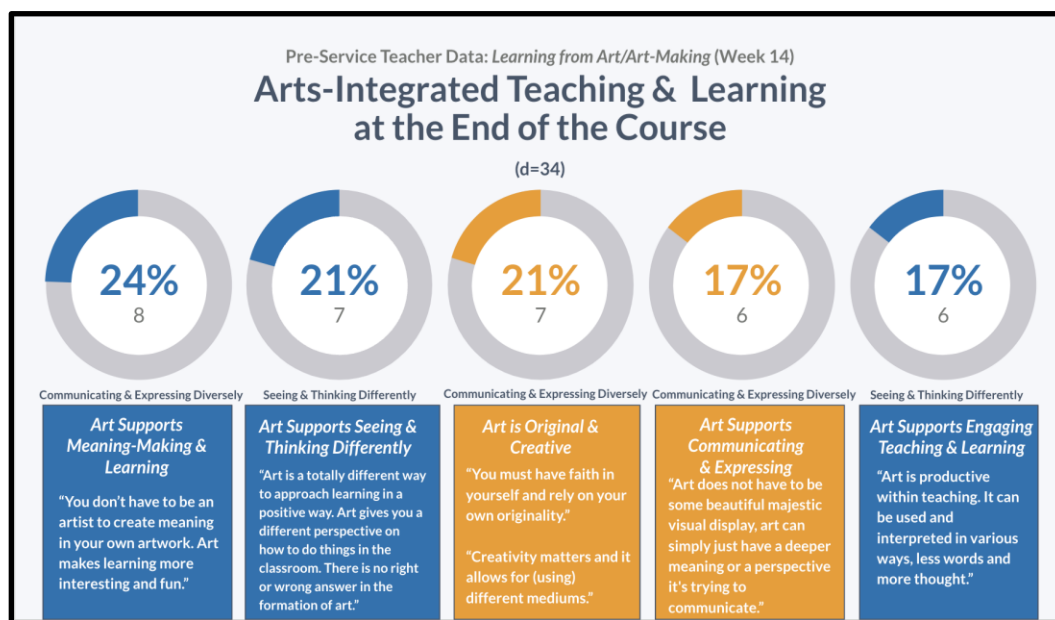 Pre-Service Teacher Data: Learning from Art/Art-Making (Week 14)
Arts-Integrated Teaching & Learning
at the End of the Course
(d=34)
24%
8
21%
7
21%
7
17%
6
17%
6
Communicating & Expressing Diversely
Art Supports
Meaning-Making &
Learning
“You don’t have to be an
artist to create meaning
in your own artwork. Art
makes learning more
interesting and fun.”
Seeing & Thinking Differently
Art Supports Seeing &
Thinking Differently
“Art is a totally different way
to approach learning in a
positive way. Art gives you a
different perspective on
how to do things in the
classroom. There is no right
or wrong answer in the
formation of art.”
Communicating & Expressing Diversely
Art is Original &
Creative
“You must have faith in
yourself and rely on your
own originality.”
“Creativity matters and it
allows for (using)
different mediums.”
Communicating & Expressing Diversely
Art Supports
Communicating
& Expressing
“Art does not have to be
some beautiful majestic
visual display, art can
simply just have a deeper
meaning or a perspective
it’s trying to
communicate.”
Seeing & Thinking Differently
Art Supports Engaging
Teaching & Learning
“Art is productive
within teaching. It can
be used and
interpreted in various
ways, less words and
more thought.”